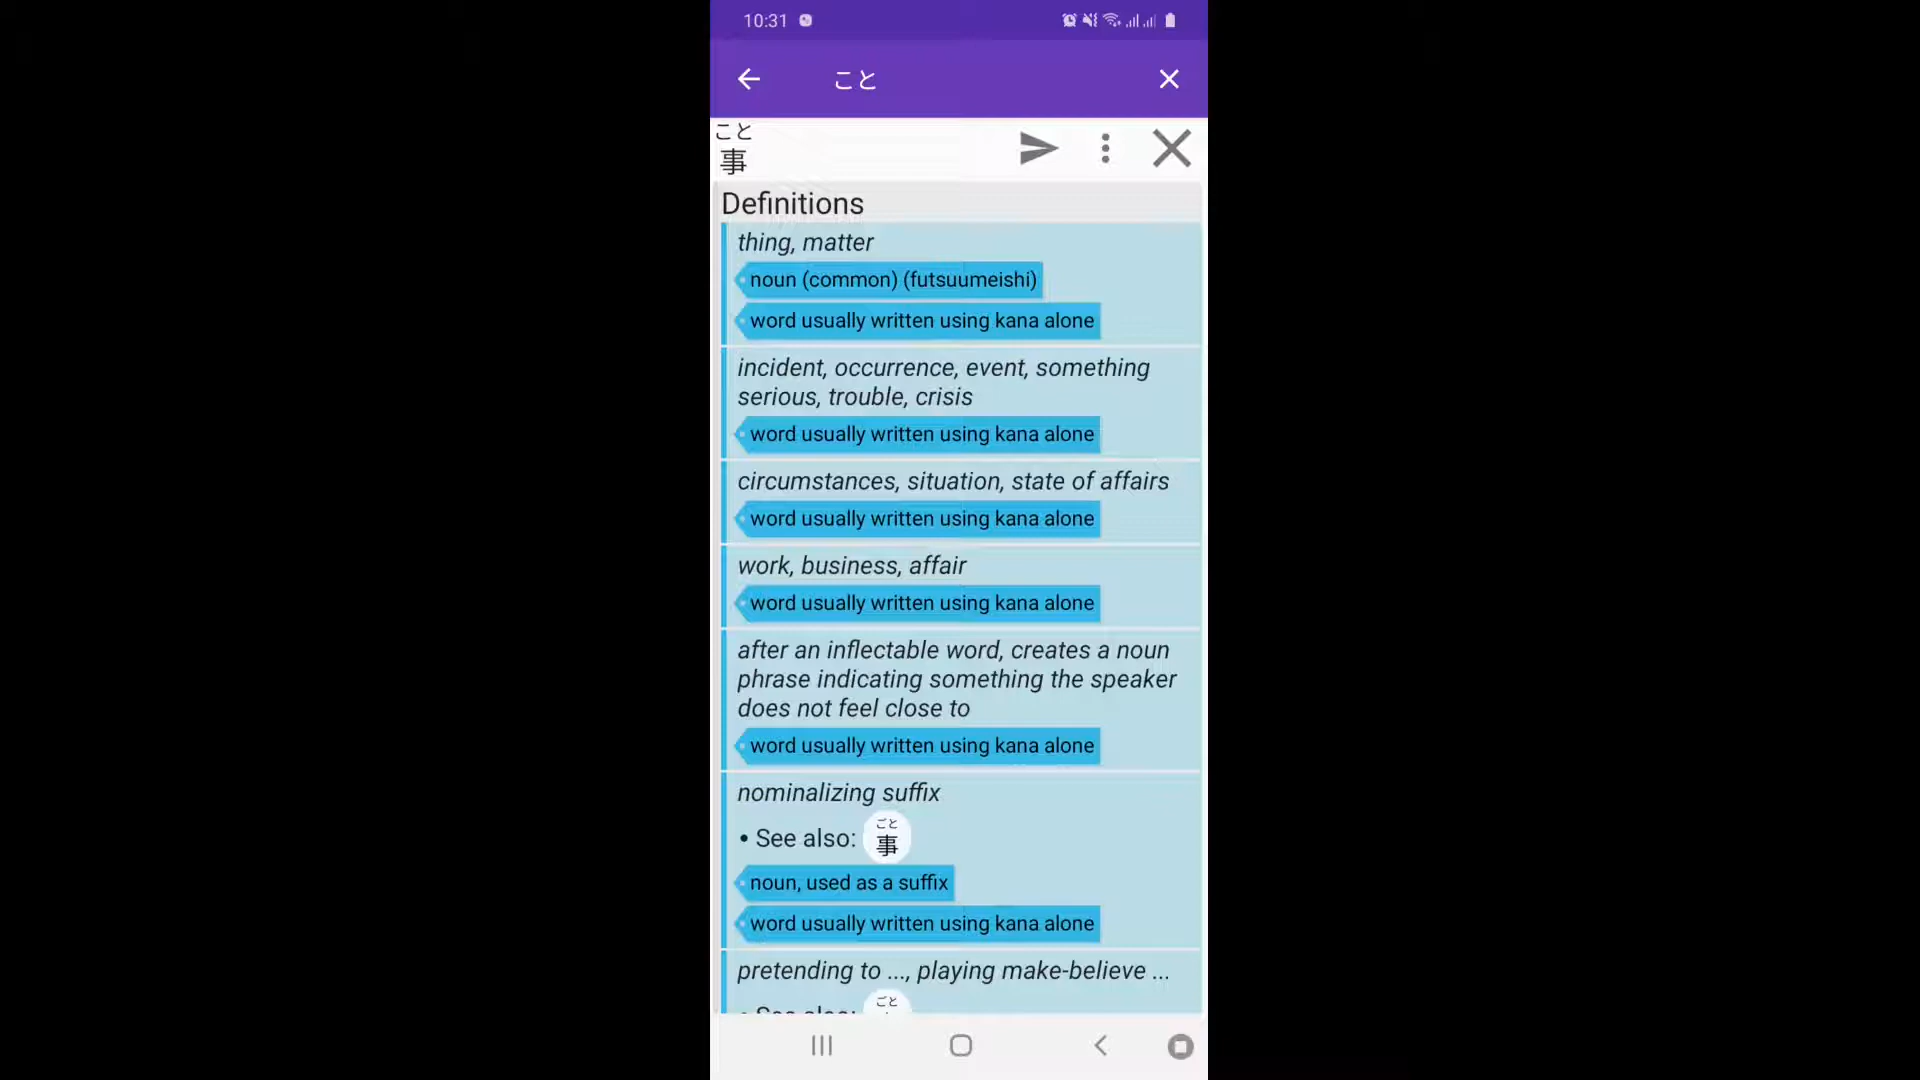 10:31
こと
こと
事
Definitions
thing, matter
noun (common) (futsuumeishi)
word usually written using kana alone
incident, occurrence, event, something
serious, trouble, crisis
word usually written using kana alone
circumstances, situation, state of affairs
word usually written using kana alone
work, business, affair
word usually written using kana alone
after an inflectable word, creates a noun
phrase indicating something the speaker
does not feel close to
word usually written using kana alone
nominalizing suffix
ごと
• See also: 事
noun, used as a suffix
word usually written using kana alone
pretending to ..., playing make-believe ...
ごと
• See also: